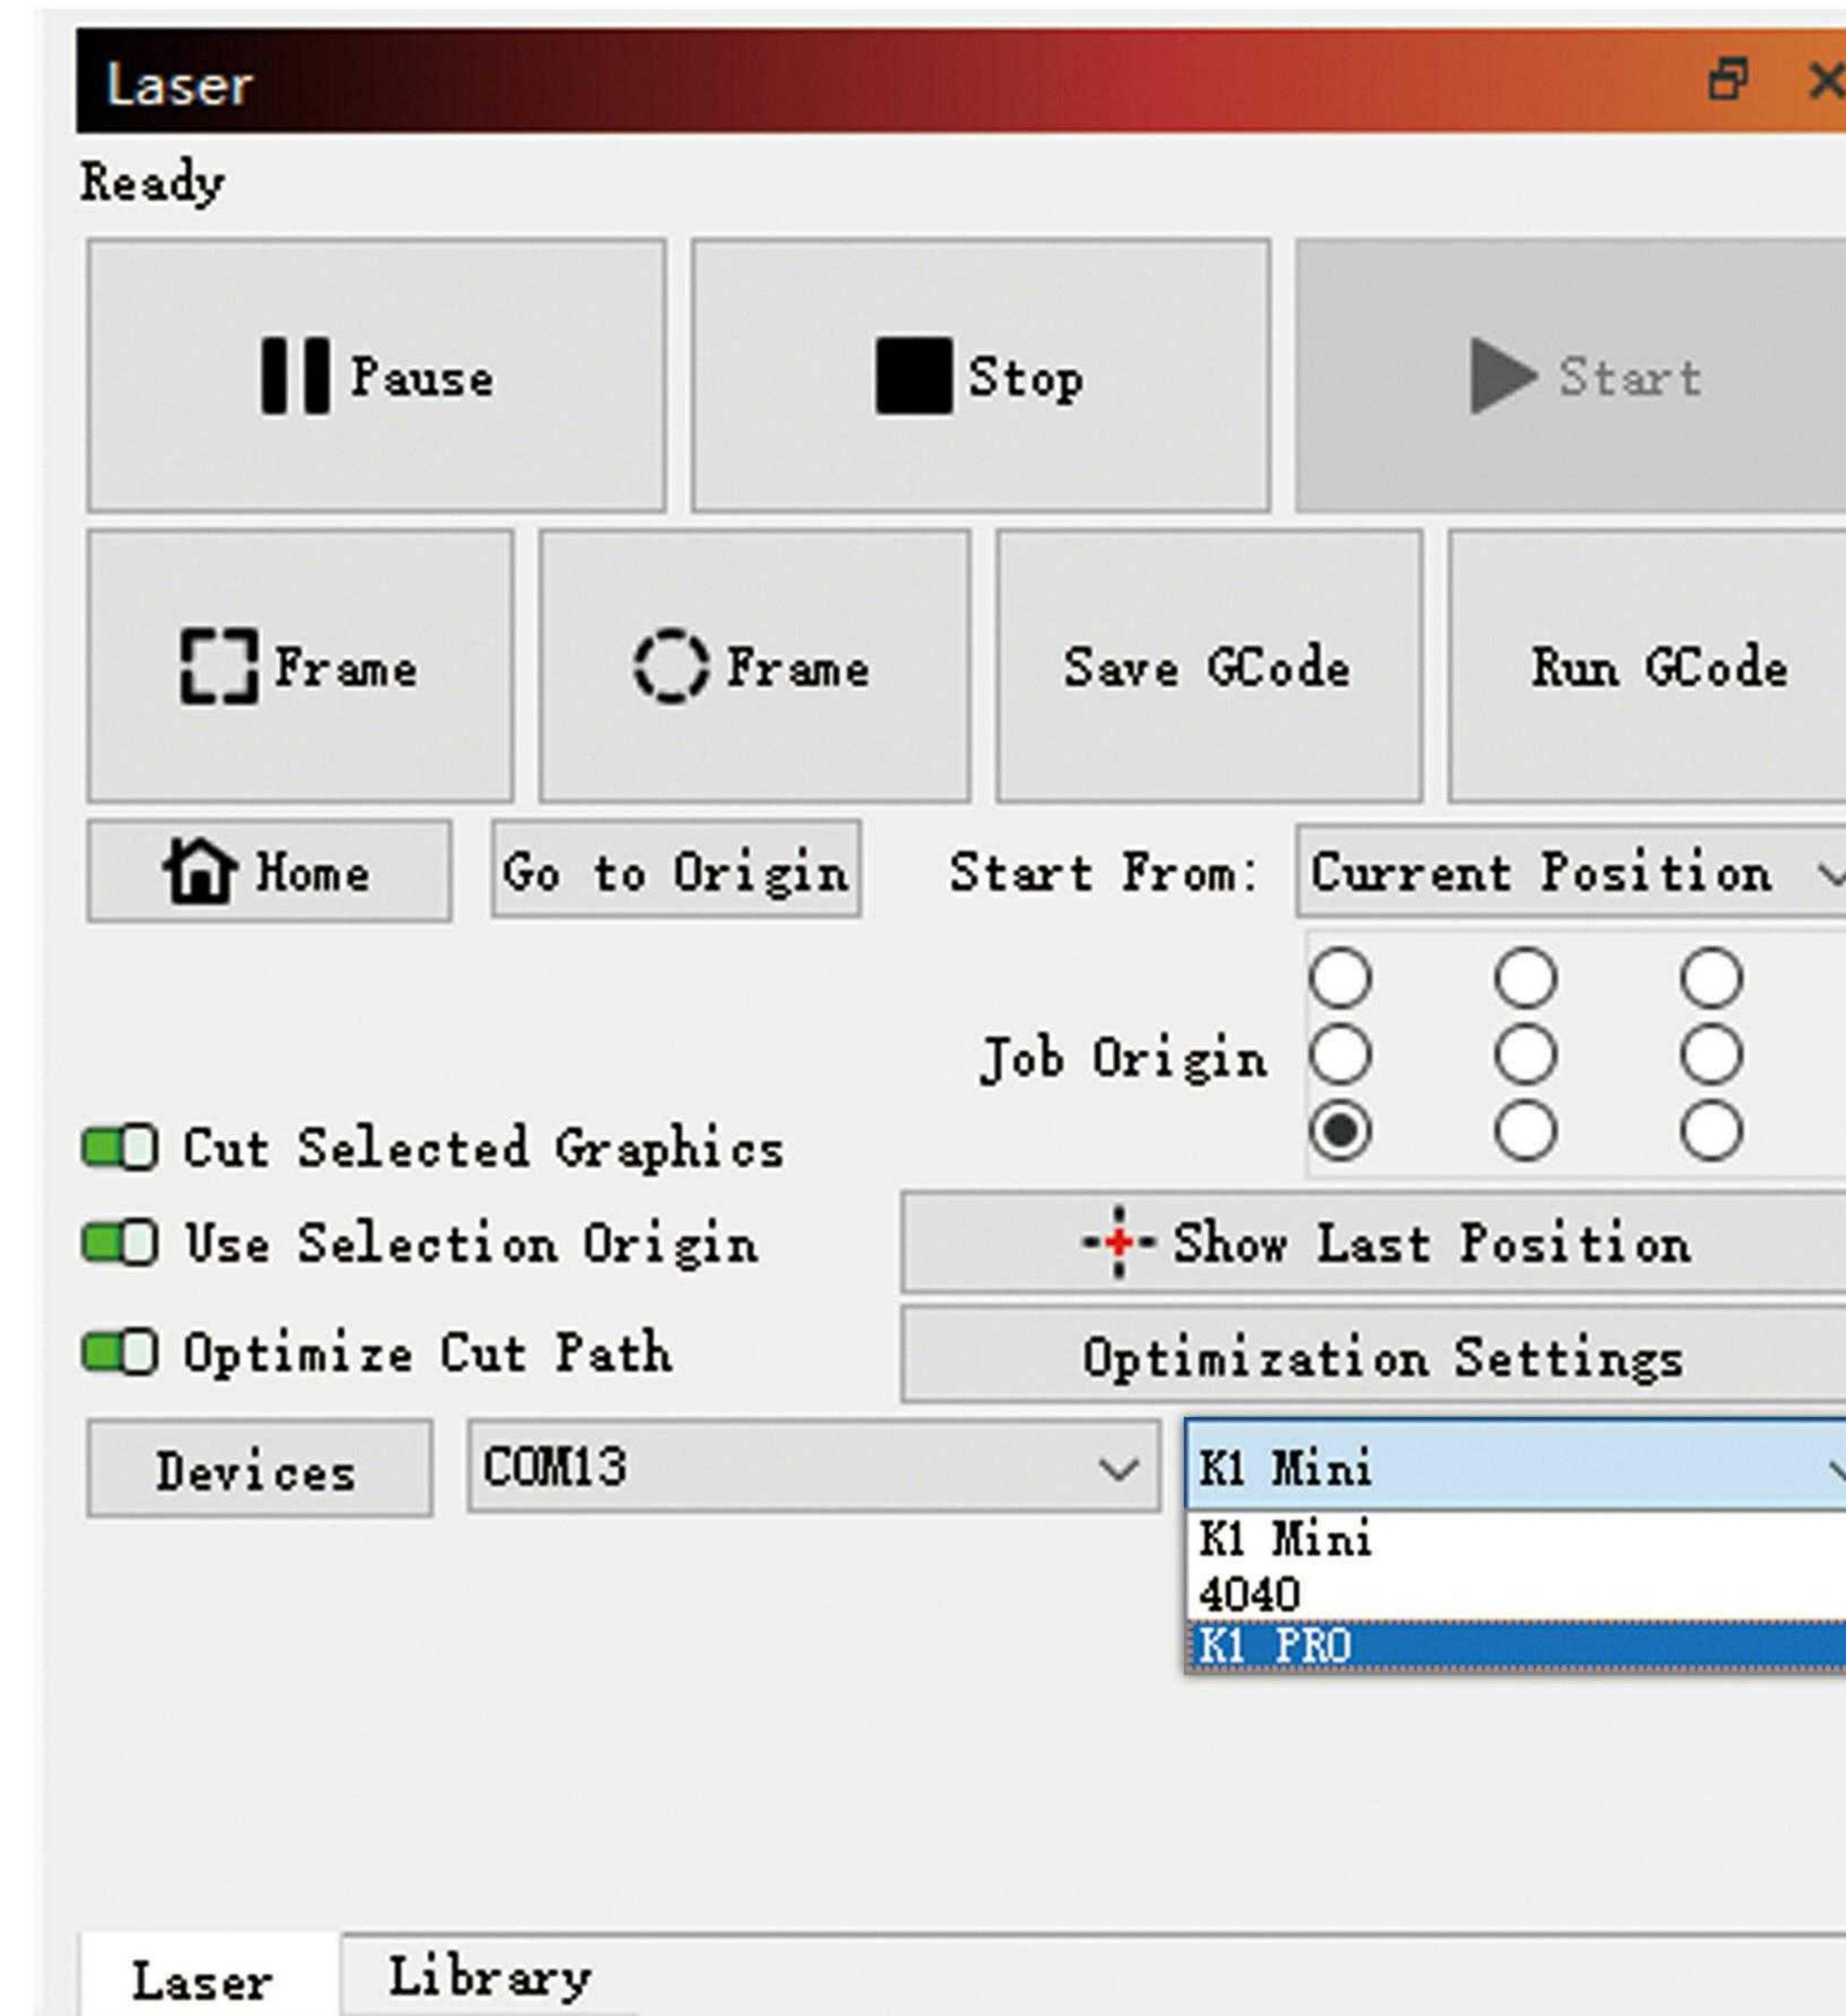 Laser
Ready
Pause
Stop
Start
Frame
Frame
Save GCode
Run GCode
Home
Go to Origin
Start From:
Current Position
Job Origin
Cut Selected Graphics
Use Selection Origin
Show Last Position
Optimize Cut Path
Optimization Settings
Devices
COM13
K1 Mini
K1 Mini
4040
K1 PRO
Laser
Library